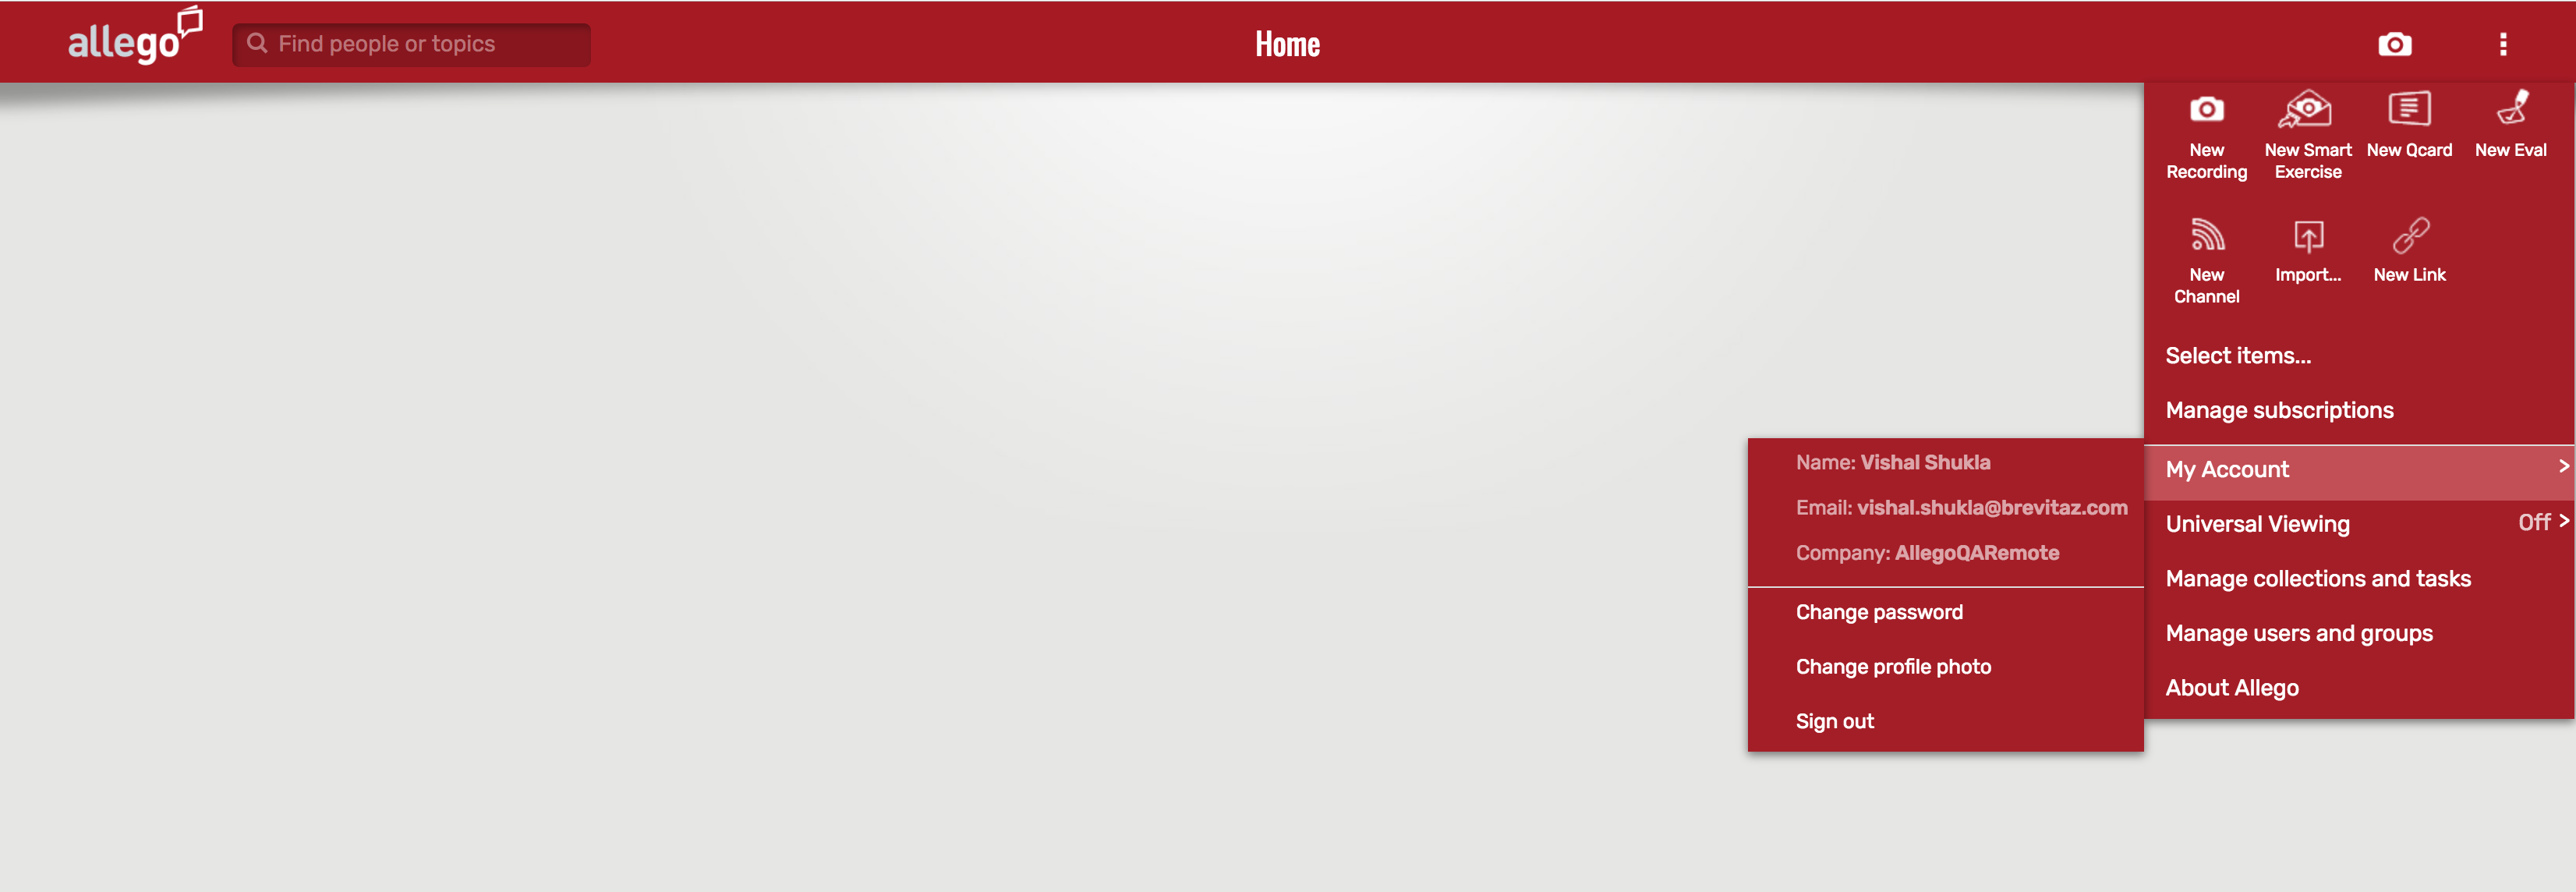 allego
Find people or topics
Home
New Recording
New Smart Exercise
New Qcard
New Eval
New Channel
Import...
New Link
Select items...
Manage subscriptions
My Account >
Universal Viewing Off >
Manage collections and tasks
Manage users and groups
About Allego
Name: Vishal Shukla
Email: vishal.shukla@brevitaz.com
Company: AllegoQARemote
Change password
Change profile photo
Sign out